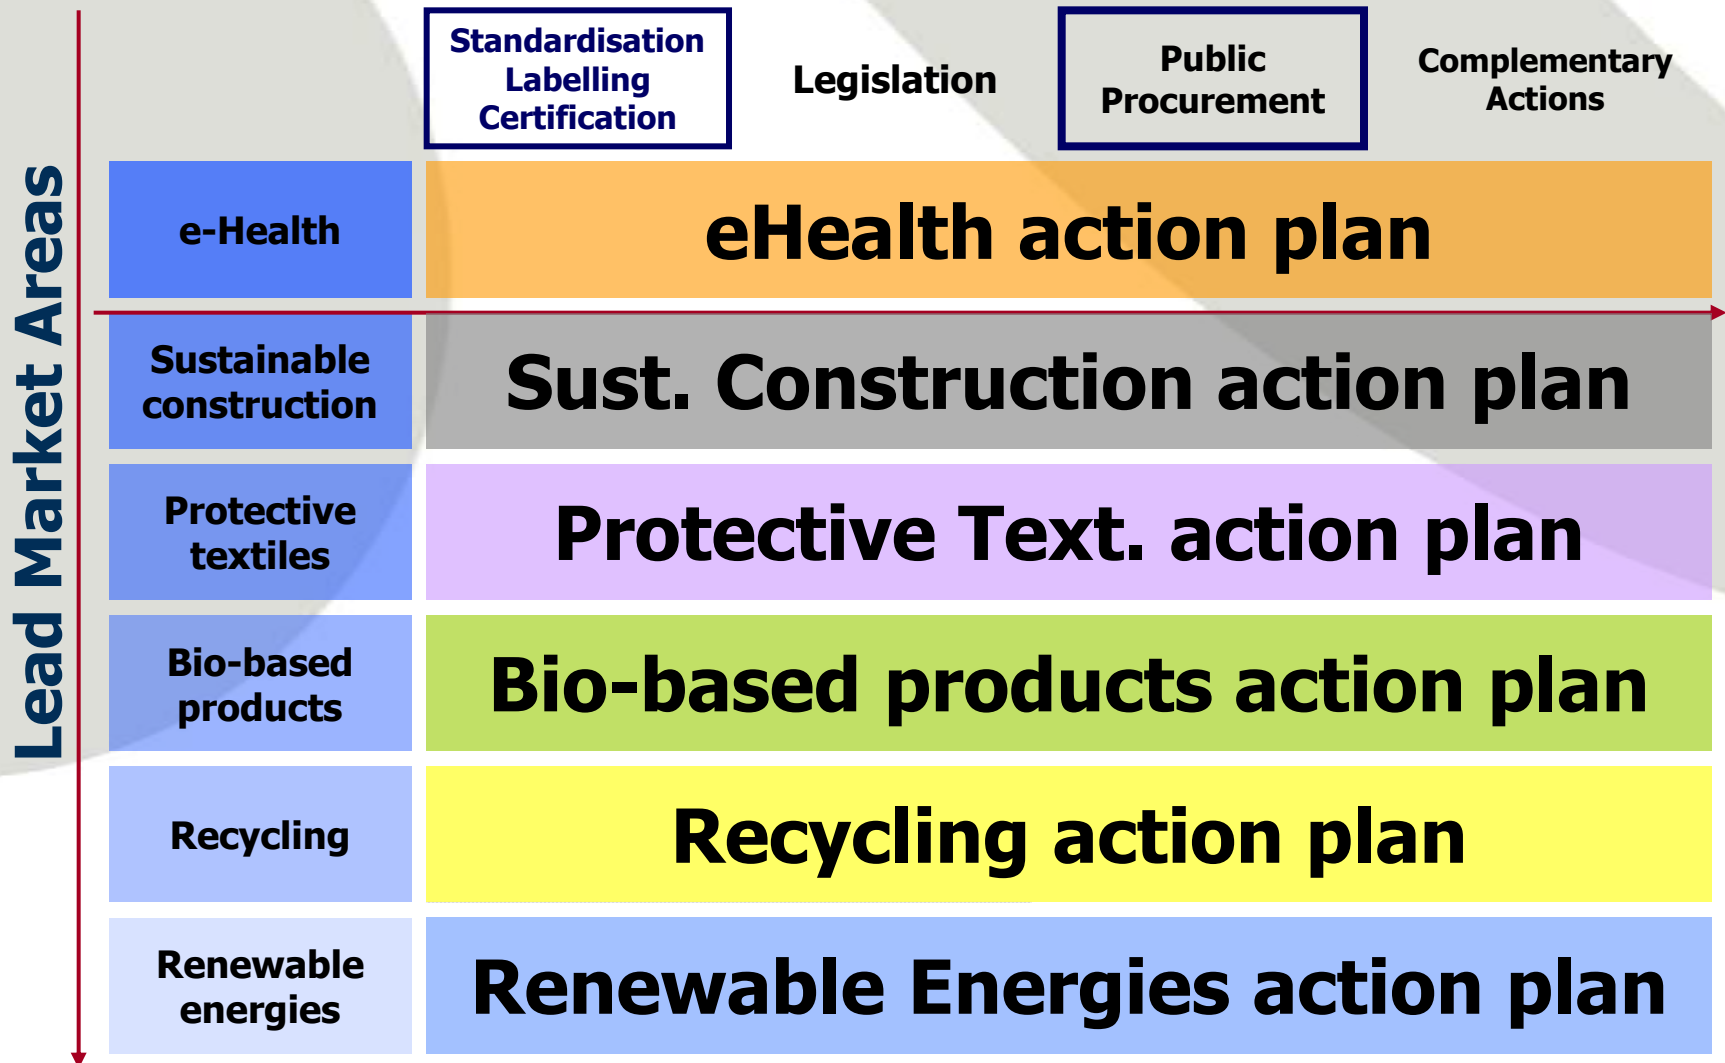 Standardisation
Labelling
Certification
Legislation
Public
Procurement
Complementary
Actions
Lead Market Areas
e-Health
eHealth action plan
Sustainable
construction
Sust. Construction action plan
Protective
textiles
Protective Text. action plan
Bio-based
products
Bio-based products action plan
Recycling
Recycling action plan
Renewable
energies
Renewable Energies action plan